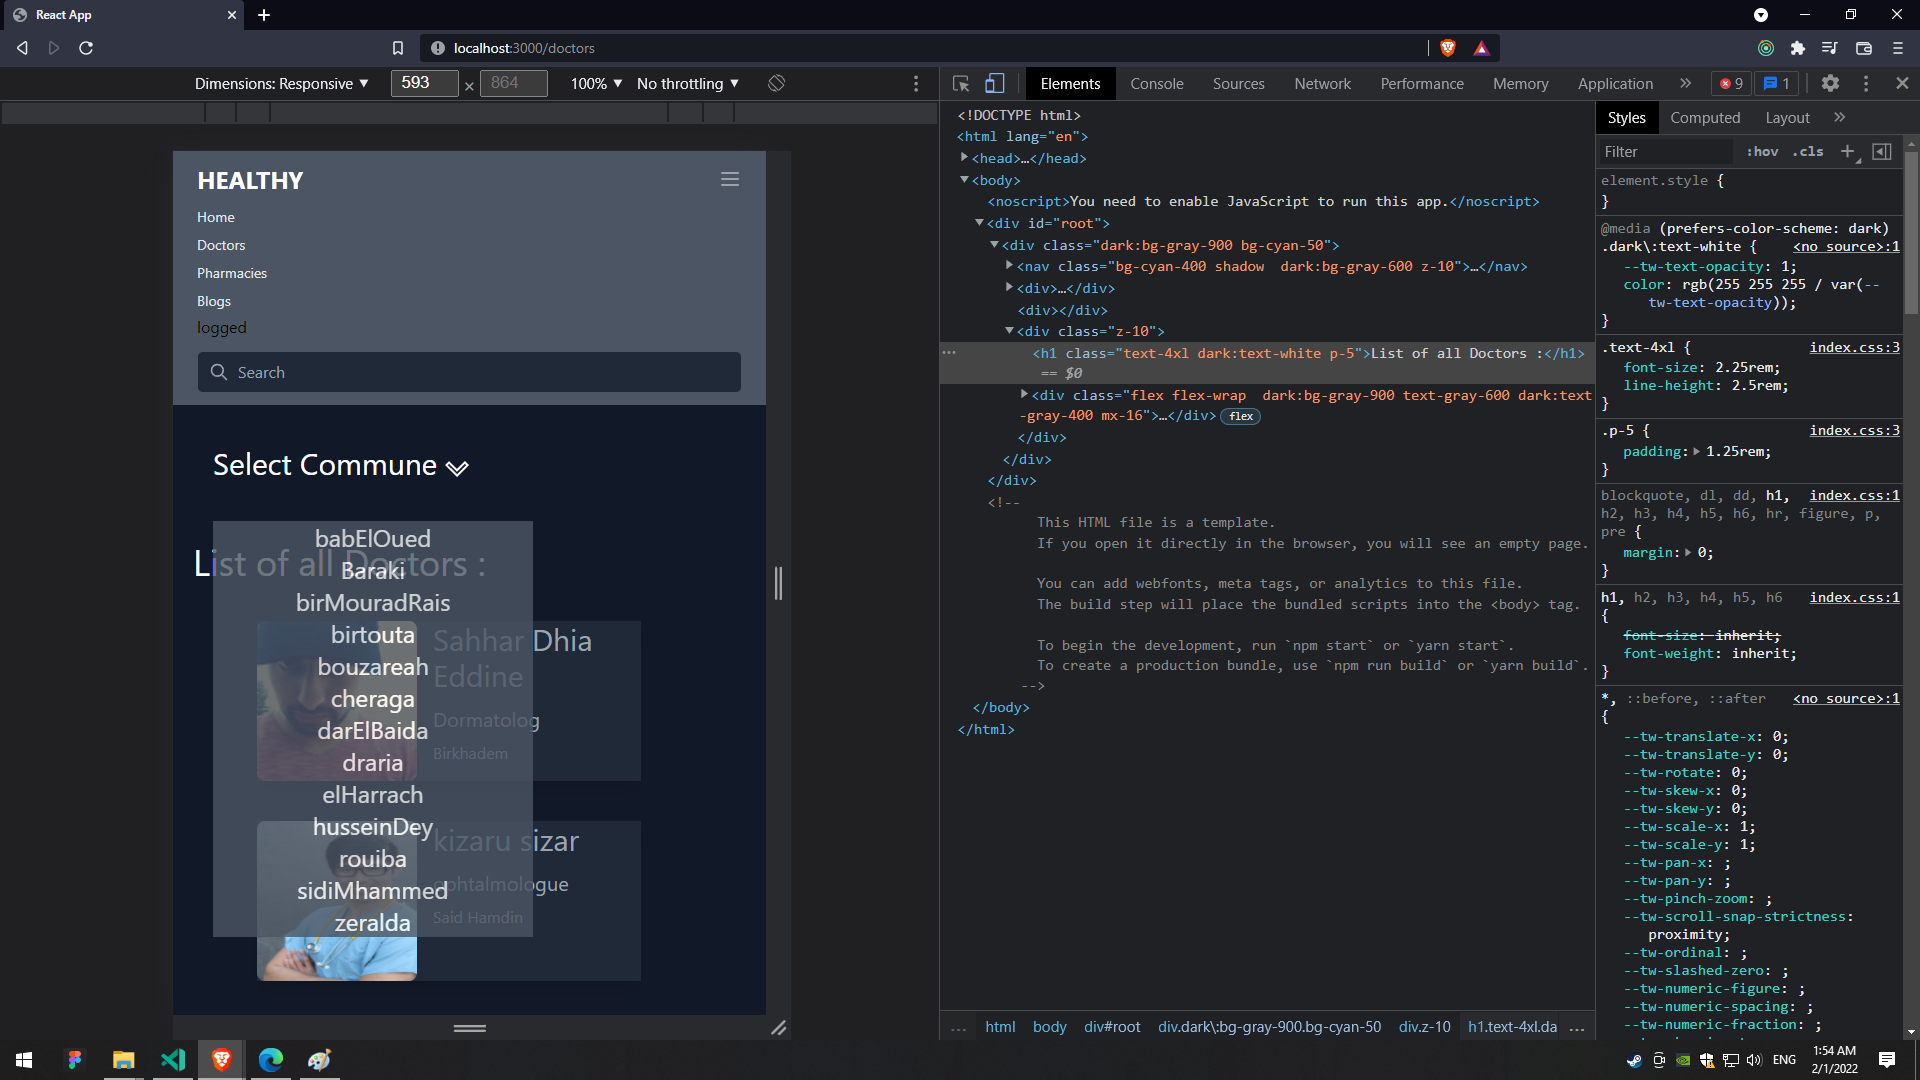 React App
localhost:3000/doctors
Dimensions: Responsive ▼ 593 × 864 100% ▼ No throttling ▼
HEALTHY
Home
Doctors
Pharmacies
Blogs
logged
Search
Select Commune
List of all Doctors :
babElOued
Baraki
birMouradRais
birtouta
bouzareah
cheraga
darElBaida
draria
elHarrach
husseinDey
rouiba
sidiMhammed
zeralda
Sahhar Dhia
Eddine
Dormatolog
Birkhadem
kizaru sizar
ophtalmologue
Said Hamdin
Elements Console Sources Network Performance Memory Application » 9 1
<!DOCTYPE html>
<html lang="en">
<head>…</head>
<body>
<noscript>You need to enable JavaScript to run this app.</noscript>
<div id="root">
<div class="dark:bg-gray-900 bg-cyan-50">
<nav class="bg-cyan-400 shadow  dark:bg-gray-600 z-10">…</nav>
<div>…</div>
<div></div>
<div class="z-10">
<h1 class="text-4xl dark:text-white p-5">List of all Doctors :</h1>
== $0
<div class="flex flex-wrap  dark:bg-gray-900 text-gray-600 dark:text
-gray-400 mx-16">…</div> flex
</div>
</div>
</div>
<!--
This HTML file is a template.
If you open it directly in the browser, you will see an empty page.
You can add webfonts, meta tags, or analytics to this file.
The build step will place the bundled scripts into the <body> tag.
To begin the development, run `npm start` or `yarn start`.
To create a production bundle, use `npm run build` or `yarn build`.
-->
</body>
</html>
... html body div#root div.dark\:bg-gray-900.bg-cyan-50 div.z-10 h1.text-4xl.da ...
Styles Computed Layout »
Filter :hov .cls +
element.style {
}
@media (prefers-color-scheme: dark)
.dark\:text-white { <no source>:1
--tw-text-opacity: 1;
color: rgb(255 255 255 / var(--
tw-text-opacity));
}
.text-4xl { index.css:3
font-size: 2.25rem;
line-height: 2.5rem;
}
.p-5 { index.css:3
padding: 1.25rem;
}
blockquote, dl, dd, h1, index.css:1
h2, h3, h4, h5, h6, hr, figure, p,
pre {
margin: 0;
}
h1, h2, h3, h4, h5, h6 index.css:1
{
font-size: inherit;
font-weight: inherit;
}
*, ::before, ::after <no source>:1
{
--tw-translate-x: 0;
--tw-translate-y: 0;
--tw-rotate: 0;
--tw-skew-x: 0;
--tw-skew-y: 0;
--tw-scale-x: 1;
--tw-scale-y: 1;
--tw-pan-x: ;
--tw-pan-y: ;
--tw-pinch-zoom: ;
--tw-scroll-snap-strictness:
proximity;
--tw-ordinal: ;
--tw-slashed-zero: ;
--tw-numeric-figure: ;
--tw-numeric-spacing: ;
--tw-numeric-fraction: ;
ENG
1:54 AM
2/1/2022